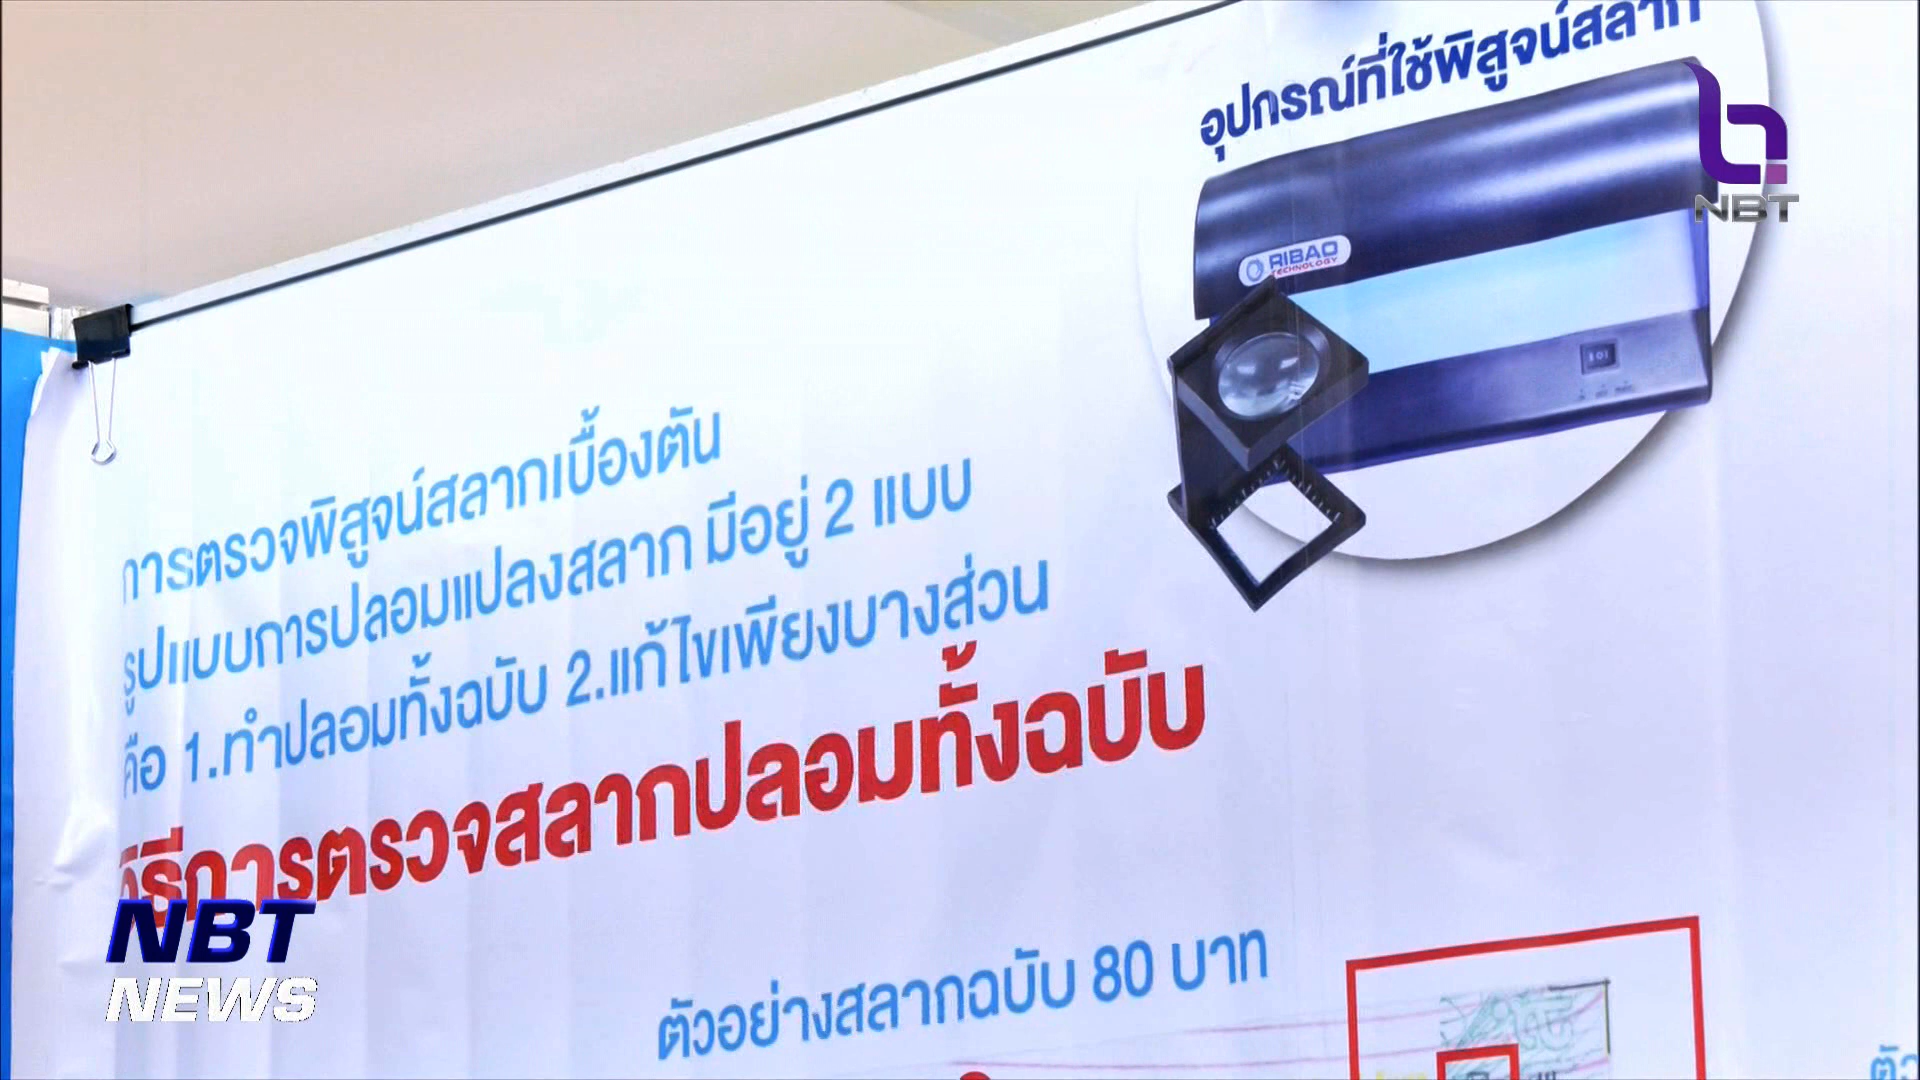 อุปกรณ์ที่ใช้พิสูจน์สลาก
NBT
RIBAO
TECHNOLOGY
การตรวจพิสูจน์สลากเบื้องต้น
รูปแบบการปลอมแปลงสลาก มีอยู่ 2 แบบ
คือ 1.ทำปลอมทั้งฉบับ 2.แก้ไขเพียงบางส่วน
วิธีการตรวจสลากปลอมทั้งฉบับ
NBT
NEWS
ตัวอย่างสลากฉบับ 80 บาท